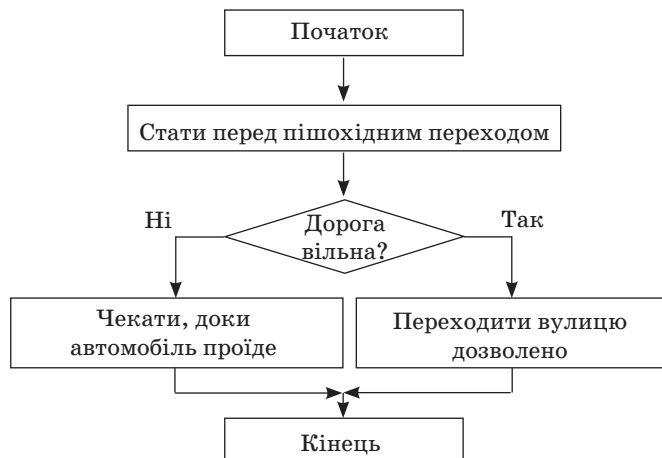 Початок
Стати перед пішохідним переходом
Ні
Дорога
вільна?
Так
Чекати, доки
автомобіль проїде
Переходити вулицю
дозволено
Кінець